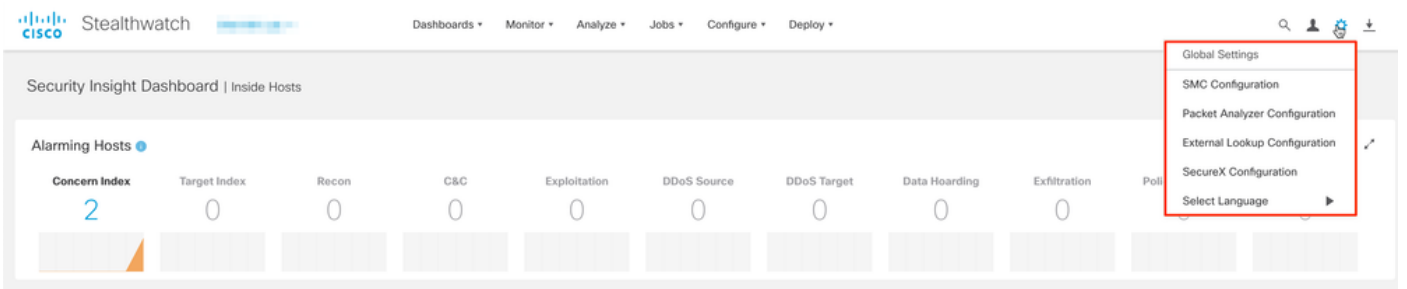 CISCO Stealthwatch Dashboards Monitor Analyze Jobs Configure Deploy
Global Settings
SMC Configuration
Packet Analyzer Configuration
External Lookup Configuration
SecureX Configuration
Select Language
Security Insight Dashboard | Inside Hosts
Alarming Hosts
Concern Index Target Index Recon C&C Exploitation DDoS Source DDoS Target Data Hoarding Exfiltration
2 0 0 0 0 0 0 0 0